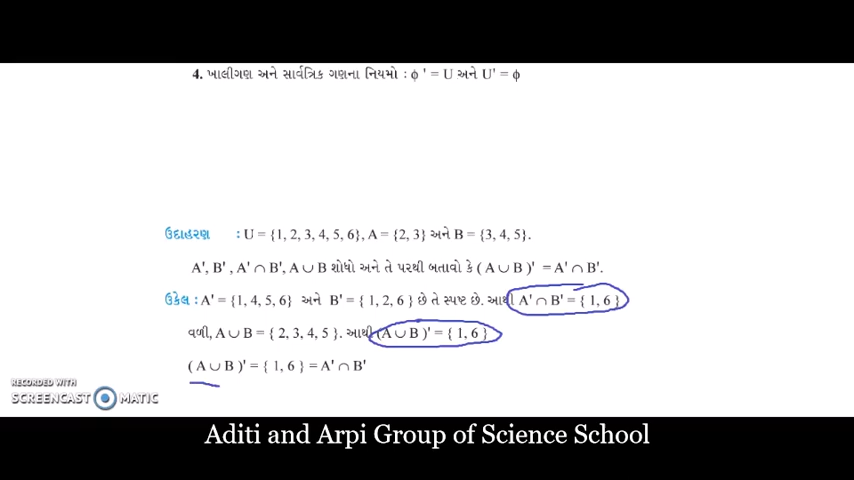 4. ખાલીગણ અને સાર્વત્રિક ગણના નિયમો : ϕ ' = U અને U' = ϕ
ઉદાહરણ : U = {1, 2, 3, 4, 5, 6}, A = {2, 3} અને B = {3, 4, 5}.
A', B' , A' ∩ B', A ∪ B શોધો અને તે પરથી બતાવો કે ( A ∪ B )' = A' ∩ B'.
ઉકેલ : A' = {1, 4, 5, 6} અને B' = { 1, 2, 6 } છે તે સ્પષ્ટ છે. આથી A' ∩ B' = { 1, 6 }
વળી, A ∪ B = { 2, 3, 4, 5 }. આથી (A ∪ B )' = { 1, 6 }
( A ∪ B )' = { 1, 6 } = A' ∩ B'
RECORDED WITH
SCREENCAST MATIC
Aditi and Arpi Group of Science School